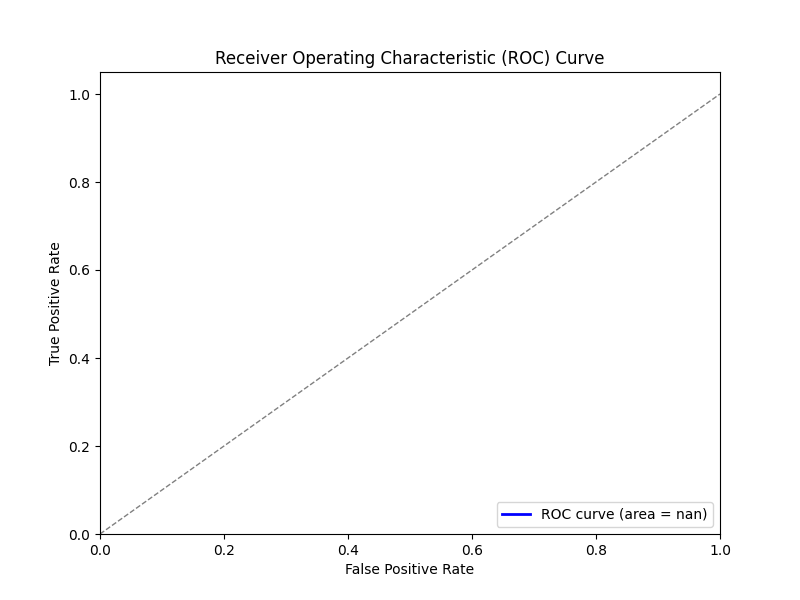 Receiver Operating Characteristic (ROC) Curve
1.0
0.8
0.6
0.4
0.2
0.0
True Positive Rate
ROC curve (area = nan)
0.0 0.2 0.4 0.6 0.8 1.0
False Positive Rate